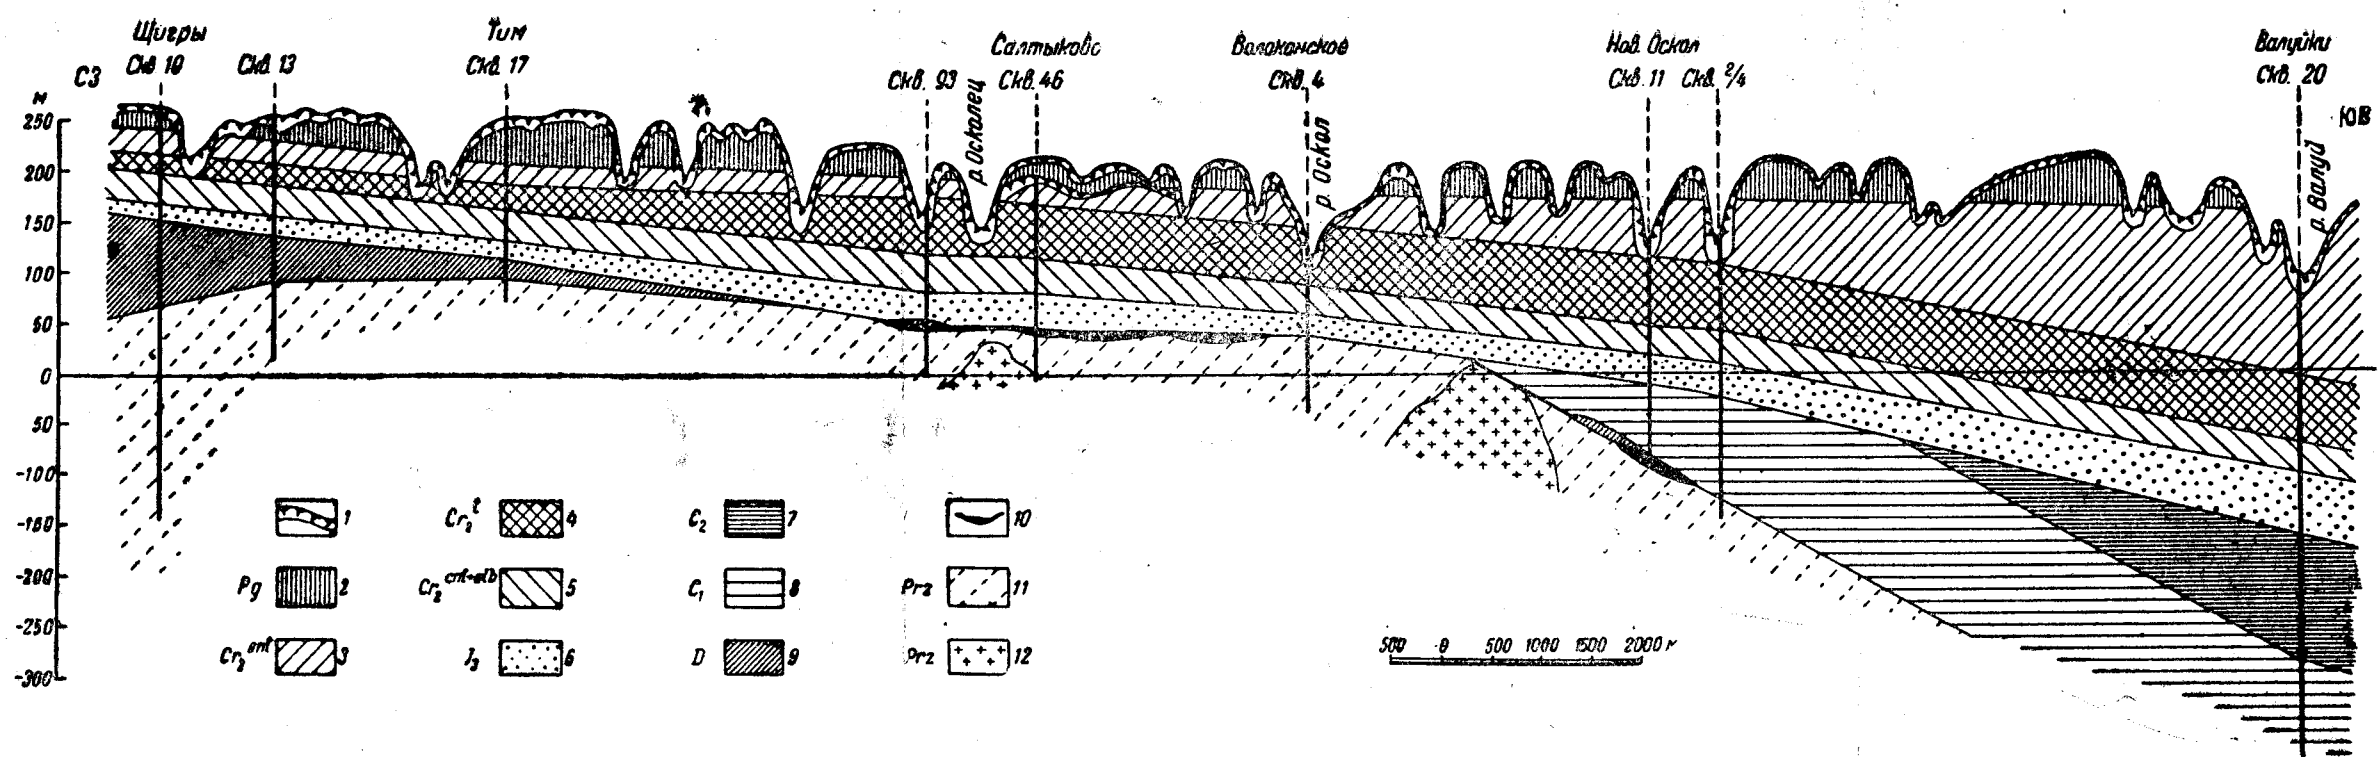 Щигры
Скв 10
Скв. 13
Тим
Скв. 17
Скв. 93
р. Осколец
Салтыково
Скв. 46
Волоконское
Скв. 4
р. Оскол
Нов. Оскол
Скв. 11
Скв. 2/4
Валуйки
Скв. 20
р. Валуй
СЗ
ЮВ
м
250
200
150
100
50
0
50
-100
-150
-200
-250
-300
1
Pg 2
3
4
5
J3 6
C2 7
C1 8
D 9
10
Prz 11
Prz 12
500 0 500 1000 1500 2000 м